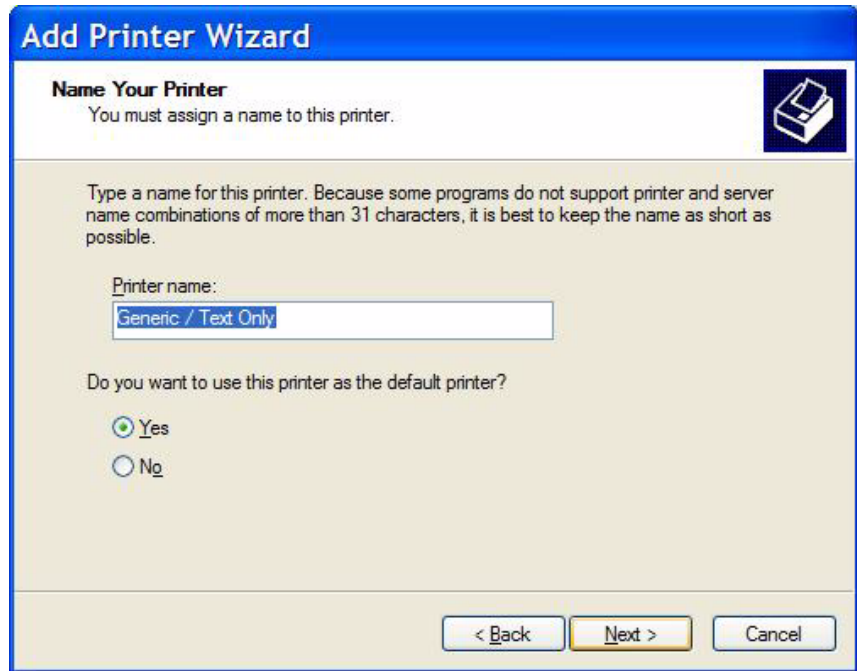 Add Printer Wizard
Name Your Printer
You must assign a name to this printer.
Type a name for this printer. Because some programs do not support printer and server
name combinations of more than 31 characters, it is best to keep the name as short as
possible.
Printer name:
Generic / Text Only
Do you want to use this printer as the default printer?
Yes
No
< Back Next > Cancel